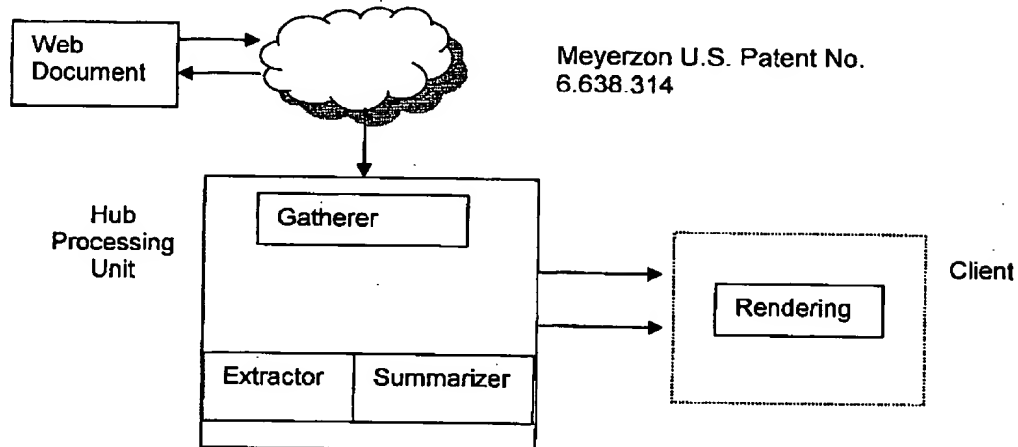 Web
Document
Meyerzon U.S. Patent No.
6.638.314
Hub
Processing
Unit
Gatherer
Client
Rendering
Extractor
Summarizer